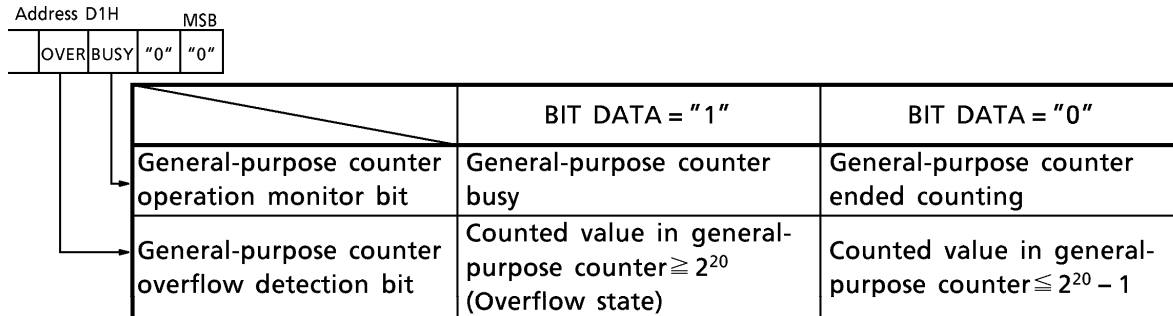 Address D1H
MSB
OVER BUSY "0" "0"
BIT DATA = "1" BIT DATA = "0"
General-purpose counter
operation monitor bit
General-purpose counter
busy
General-purpose counter
ended counting
General-purpose counter
overflow detection bit
Counted value in general-
purpose counter≧2²⁰
(Overflow state)
Counted value in general-
purpose counter≦2²⁰ – 1